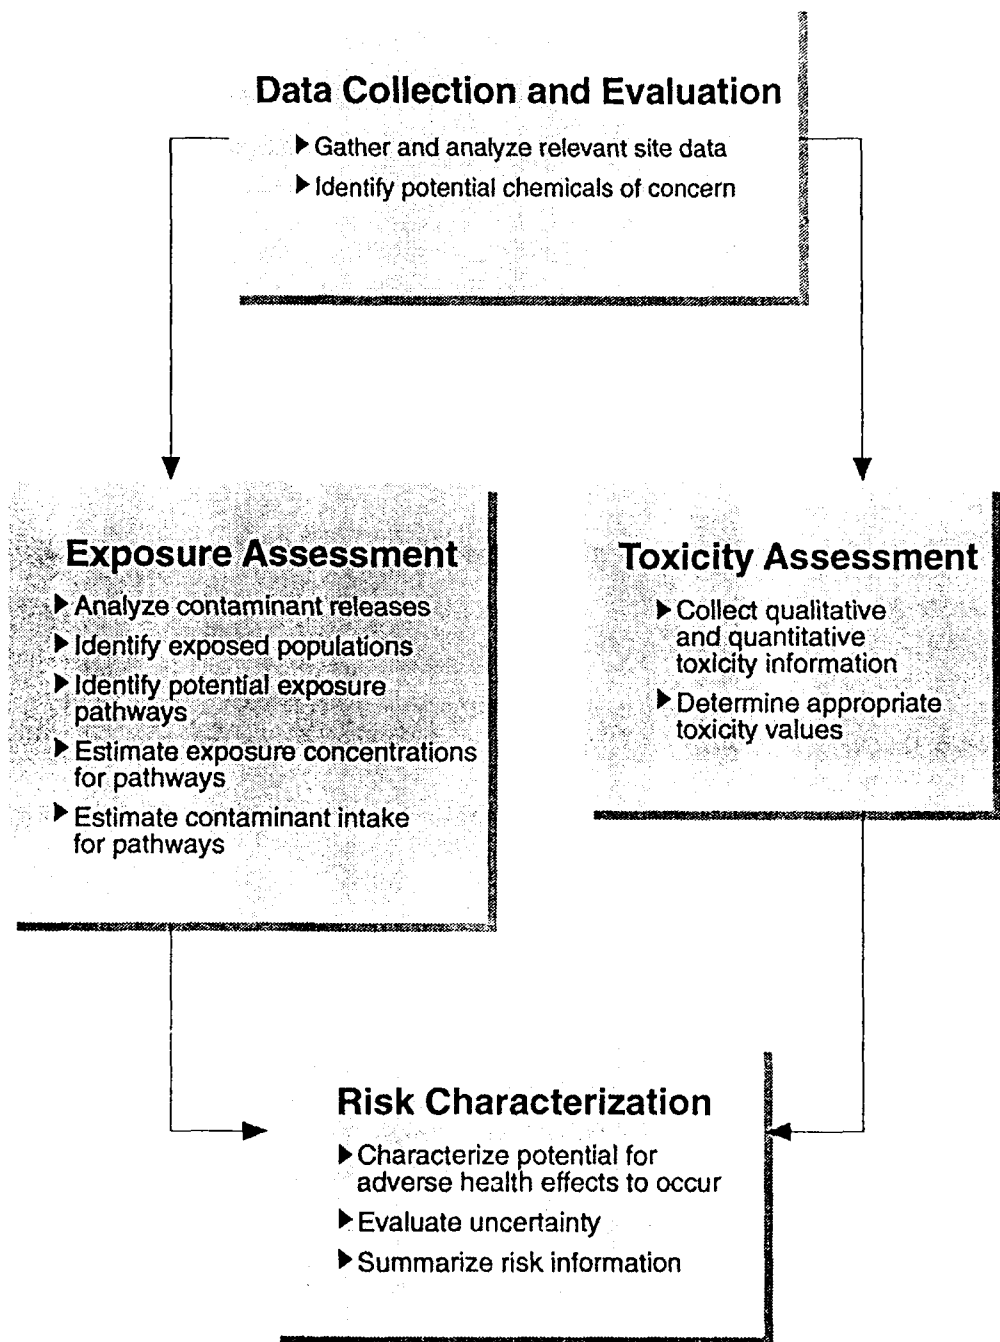 Data Collection and Evaluation
Gather and analyze relevant site data
Identify potential chemicals of concern
Exposure Assessment
Analyze contaminant releases
Identify exposed populations
Identify potential exposure
pathways
Estimate exposure concentrations
for pathways
Estimate contaminant intake
for pathways
Toxicity Assessment
Collect qualitative
and quantitative
toxicity information
Determine appropriate
toxicity values
Risk Characterization
Characterize potential for
adverse health effects to occur
Evaluate uncertainty
Summarize risk information